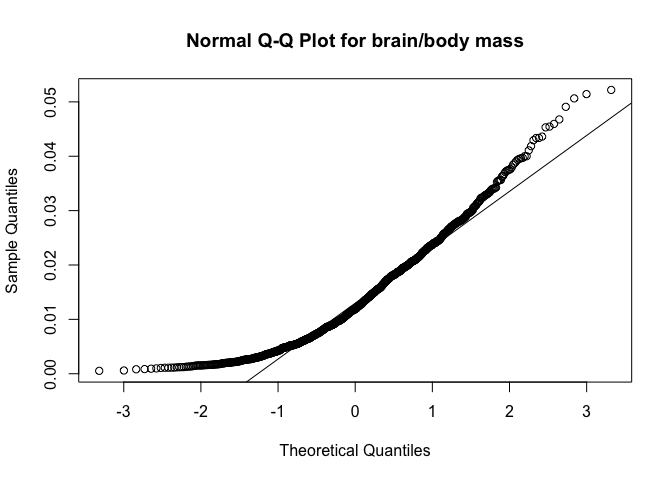 Normal Q-Q Plot for brain/body mass
Sample Quantiles
0.05
0.04
0.03
0.02
0.01
0.00
-3 -2 -1 0 1 2 3
Theoretical Quantiles